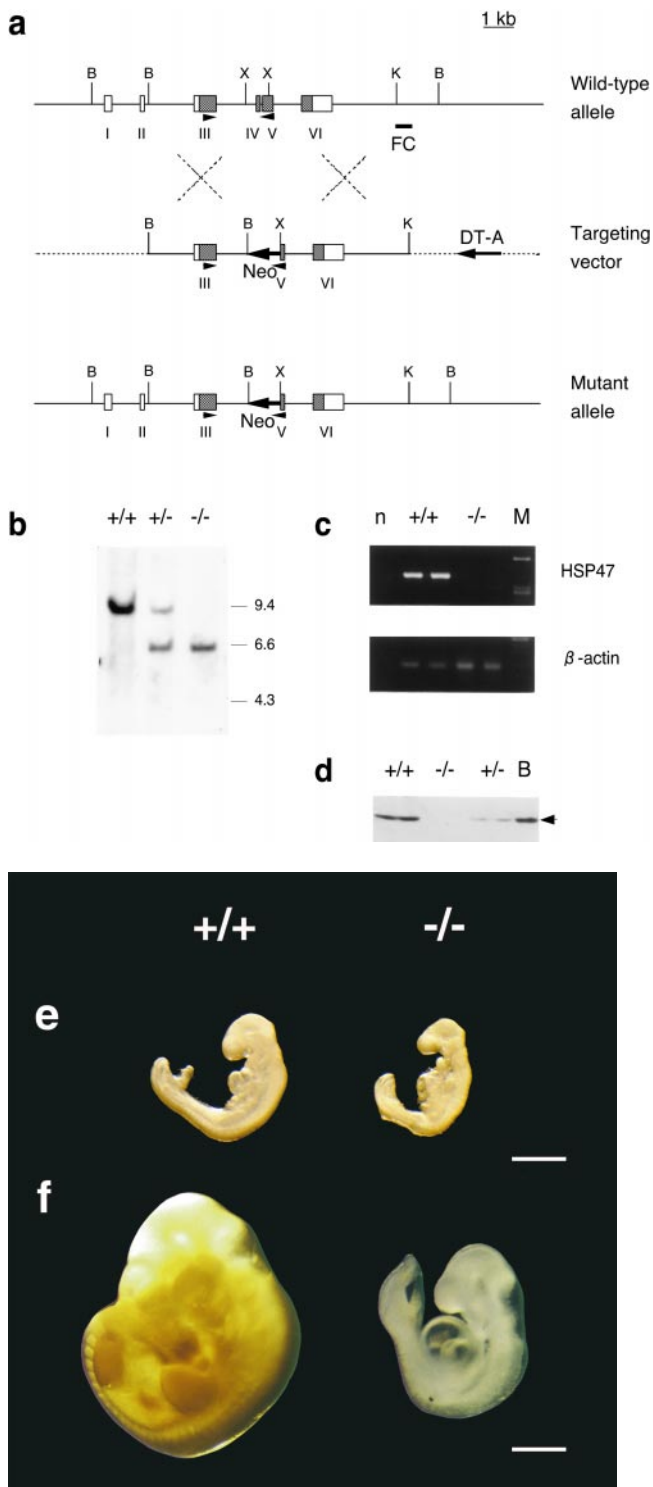 a
1 kb
B B X X K B
Wild-type
allele
I II III IV V VI
FC
B B X K
DT-A
Targeting
vector
Neo
III V VI
B B B X K B
Mutant
allele
Neo
I II III V VI
b
+/+ +/- -/-
9.4
6.6
4.3
c
n +/+ -/- M
HSP47
β-actin
d
+/+ -/- +/- B
+/+ -/-
e
f